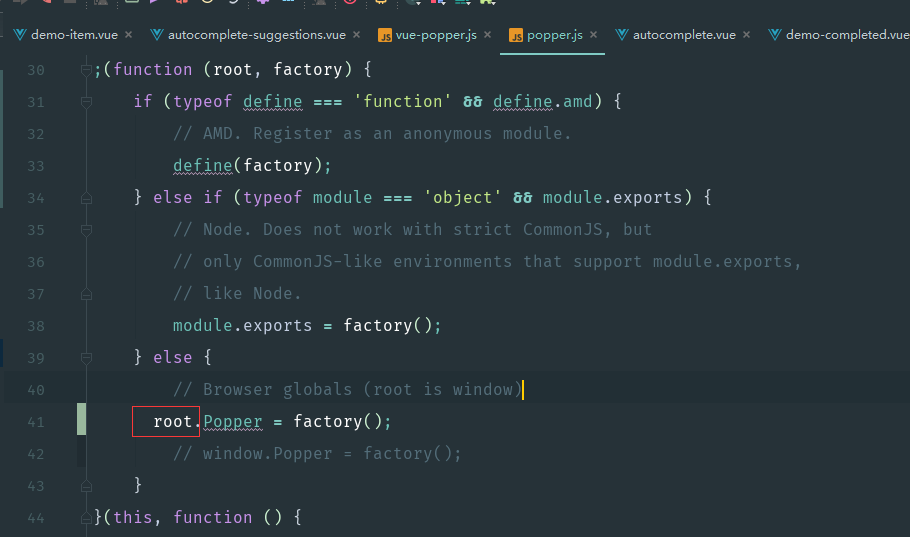 demo-item.vue × autocomplete-suggestions.vue × JS vue-popper.js × JS popper.js × autocomplete.vue × demo-completed.vue
30 ;(function (root, factory) {
31 if (typeof define === 'function' && define.amd) {
32 // AMD. Register as an anonymous module.
33 define(factory);
34 } else if (typeof module === 'object' && module.exports) {
35 // Node. Does not work with strict CommonJS, but
36 // only CommonJS-like environments that support module.exports,
37 // like Node.
38 module.exports = factory();
39 } else {
40 // Browser globals (root is window)
41 root.Popper = factory();
42 // window.Popper = factory();
43 }
44 }(this, function () {